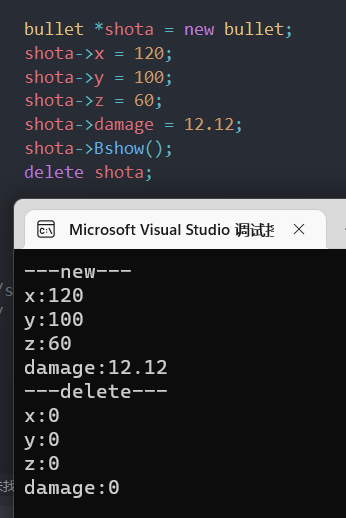 bullet *shota = new bullet;
shota->x = 120;
shota->y = 100;
shota->z = 60;
shota->damage = 12.12;
shota->Bshow();
delete shota;
Microsoft Visual Studio 调试
---new---
x:120
y:100
z:60
damage:12.12
---delete---
x:0
y:0
z:0
damage:0